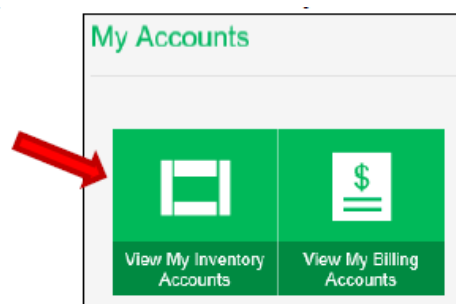 My Accounts
$
View My Inventory
Accounts
View My Billing
Accounts